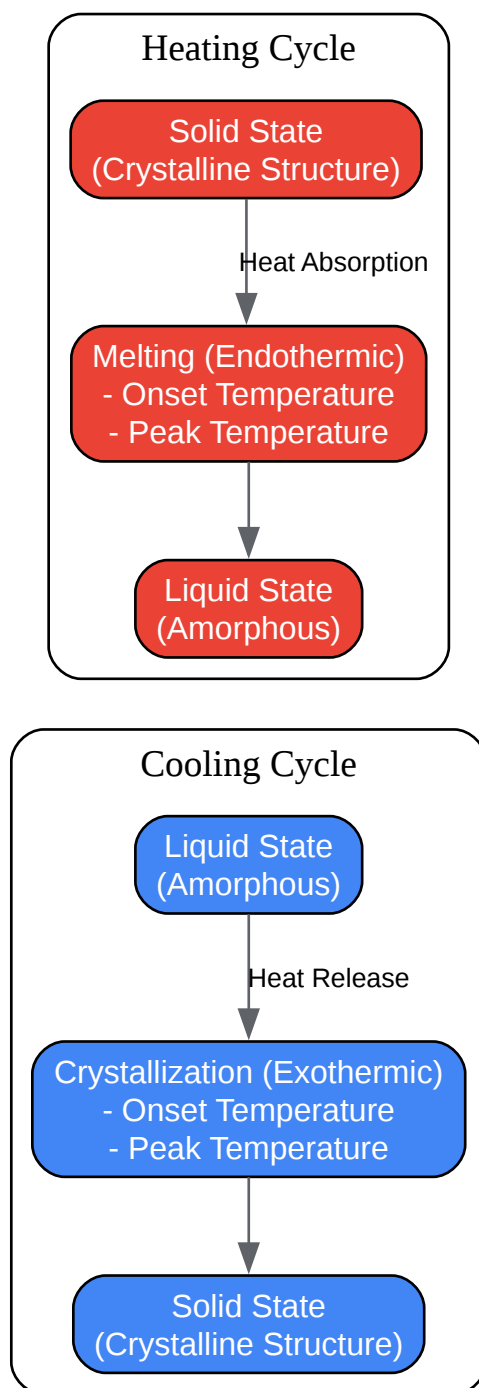 Heating Cycle
Solid State
(Crystalline Structure)
Heat Absorption
Melting (Endothermic)
- Onset Temperature
- Peak Temperature
Liquid State
(Amorphous)
Cooling Cycle
Liquid State
(Amorphous)
Heat Release
Crystallization (Exothermic)
- Onset Temperature
- Peak Temperature
Solid State
(Crystalline Structure)